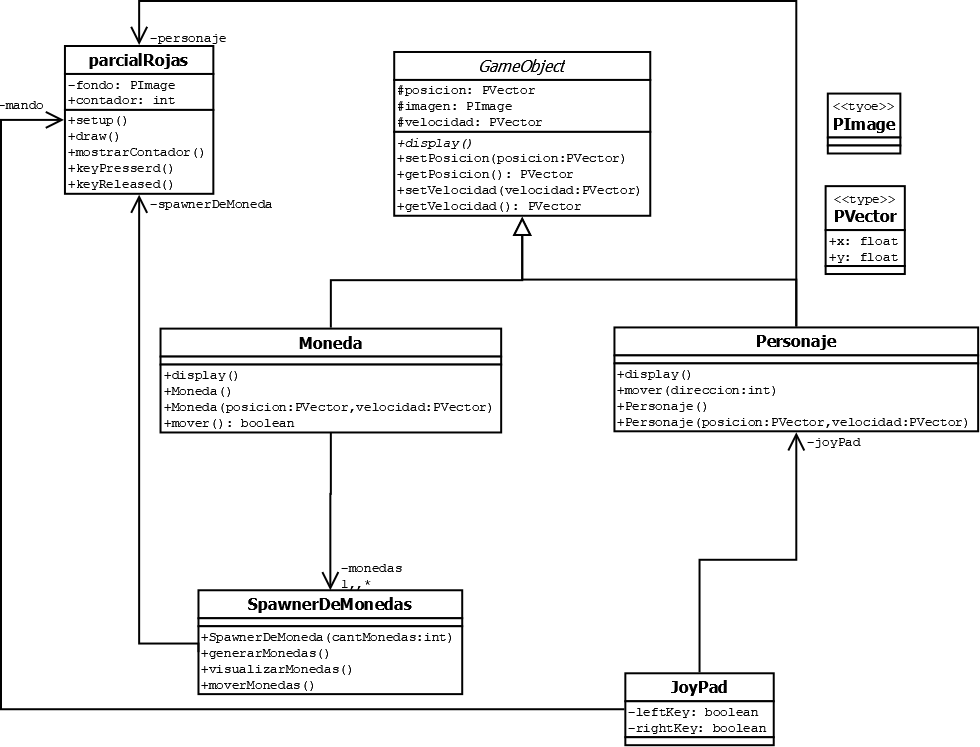 -personaje
parcialRojas
-fondo: PImage
+contador: int
+setup()
+draw()
+mostrarContador()
+keyPresserd()
+keyReleased()
-mando
-spawnerDeMoneda
GameObject
#posicion: PVector
#imagen: PImage
#velocidad: PVector
+display()
+setPosicion(posicion:PVector)
+getPosicion(): PVector
+setVelocidad(velocidad:PVector)
+getVelocidad(): PVector
<<tyoe>>
PImage
<<type>>
PVector
+x: float
+y: float
Moneda
+display()
+Moneda()
+Moneda(posicion:PVector,velocidad:PVector)
+mover(): boolean
Personaje
+display()
+mover(direccion:int)
+Personaje()
+Personaje(posicion:PVector,velocidad:PVector)
-joyPad
-monedas
1,,*
SpawnerDeMonedas
+SpawnerDeMoneda(cantMonedas:int)
+generarMonedas()
+visualizarMonedas()
+moverMonedas()
JoyPad
-leftKey: boolean
-rightKey: boolean